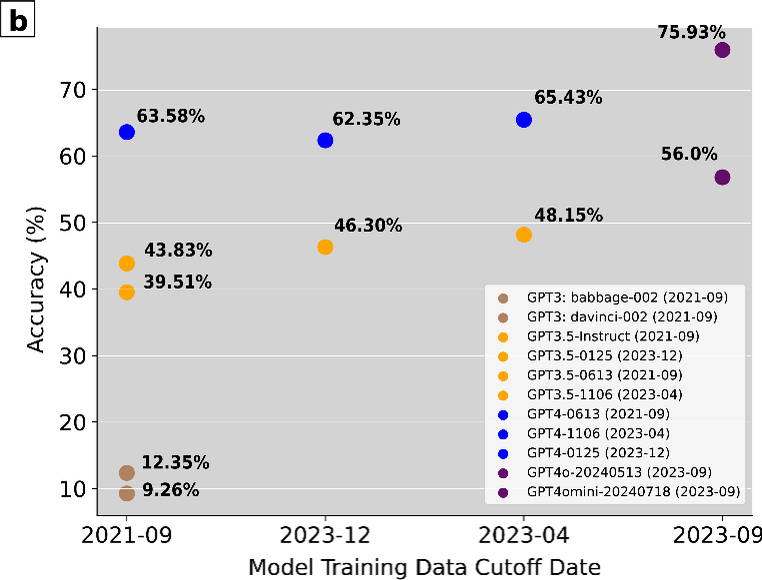 b
75.93%
70
63.58%
62.35%
65.43%
60
56.0%
50
48.15%
46.30%
43.83%
40
39.51%
30
20
12.35%
10
9.26%
Accuracy (%)
GPT3: babbage-002 (2021-09)
GPT3: davinci-002 (2021-09)
GPT3.5-Instruct (2021-09)
GPT3.5-0125 (2023-12)
GPT3.5-0613 (2021-09)
GPT3.5-1106 (2023-04)
GPT4-0613 (2021-09)
GPT4-1106 (2023-04)
GPT4-0125 (2023-12)
GPT4o-20240513 (2023-09)
GPT4omini-20240718 (2023-09)
2021-09
2023-12
2023-04
2023-09
Model Training Data Cutoff Date